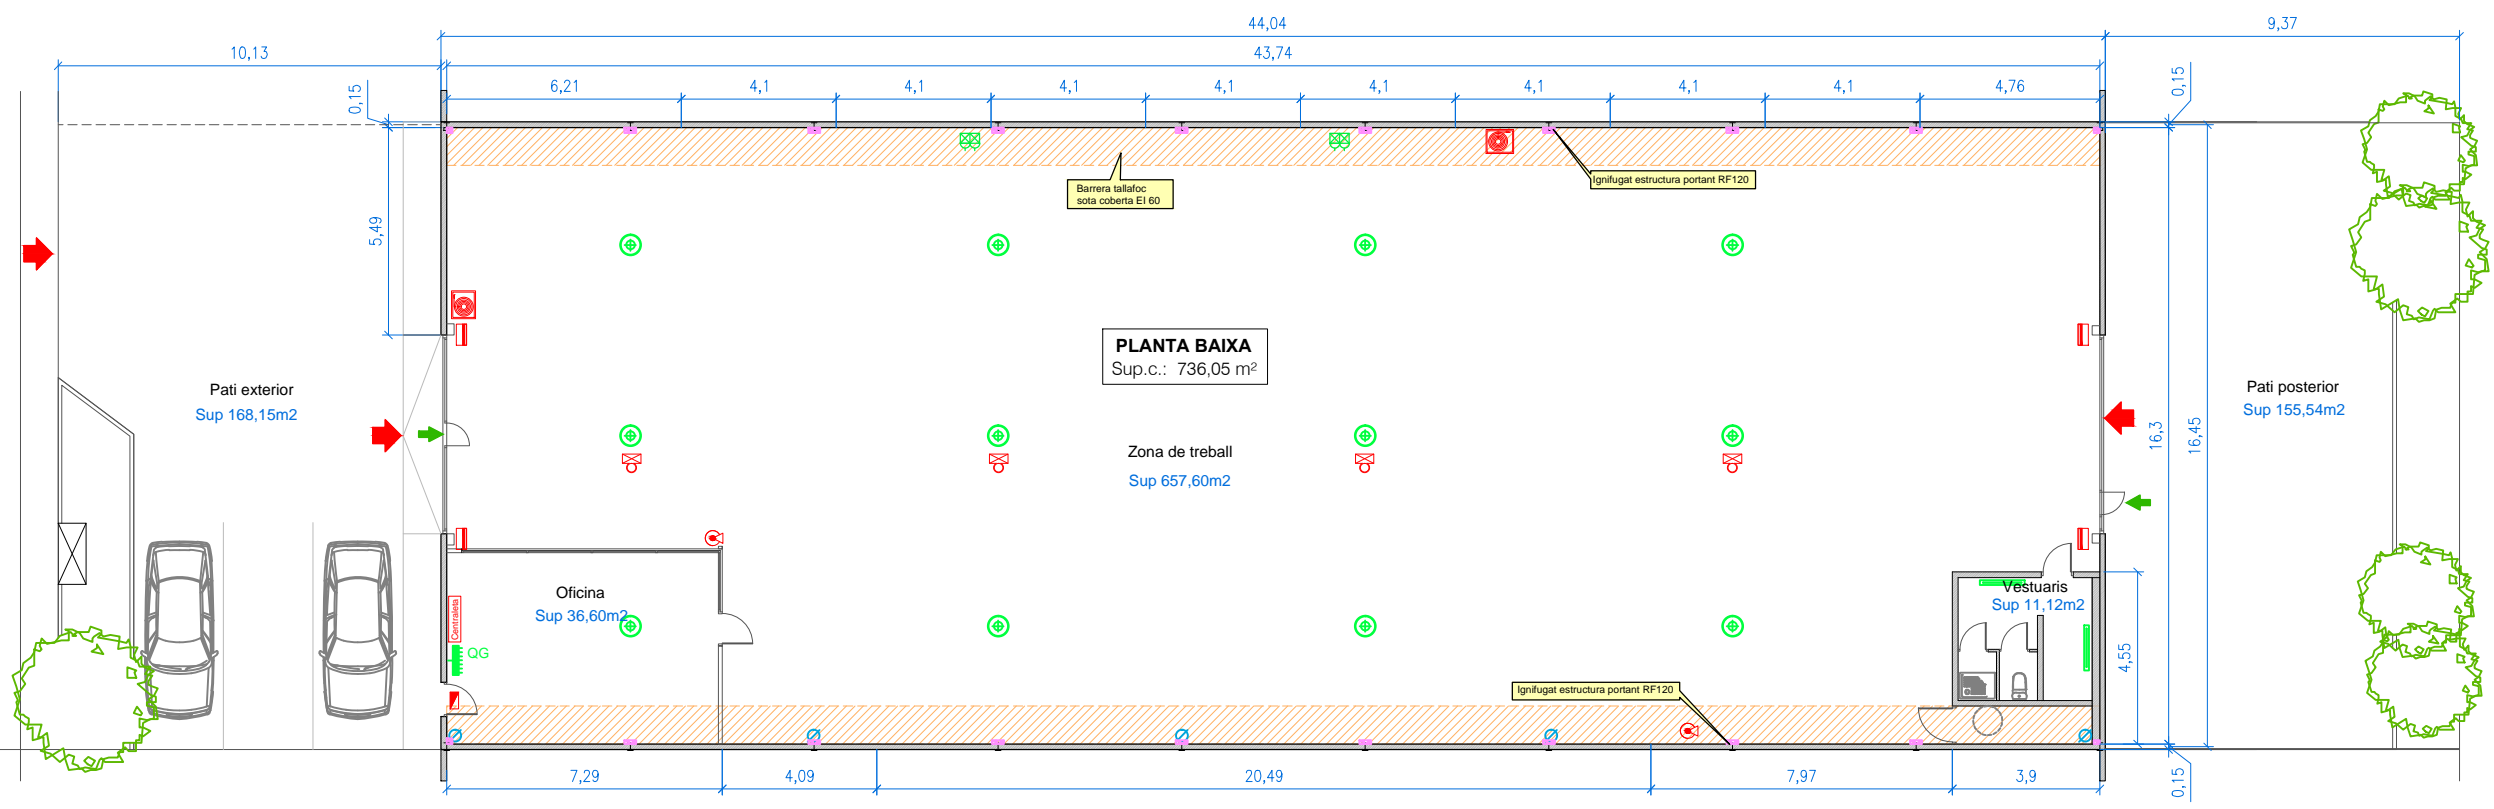 44,04
9,37
10,13
43,74
6,21
4,1
4,1
4,1
4,1
4,1
4,1
4,1
4,1
4,76
0,15
0,15
Barrera tallafoc
sota coberta EI 60
Ignifugat estructura portant RF120
5,49
PLANTA BAIXA
Sup.c.: 736,05 m²
Pati exterior
Sup 168,15m2
Pati posterior
Sup 155,54m2
16,3
16,45
Zona de treball
Sup 657,60m2
Oficina
Sup 36,60m2
Vestuaris
Sup 11,12m2
Centraleta
QG
4,55
Ignifugat estructura portant RF120
7,29
4,09
20,49
7,97
3,9
0,15